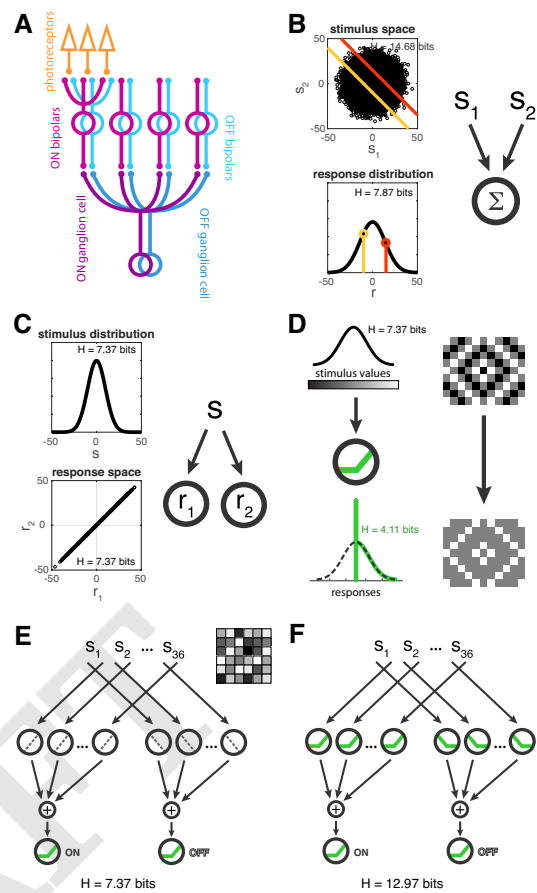 A
photoreceptors
ON bipolars
OFF bipolars
ON ganglion cell
OFF ganglion cell
B
stimulus space
H = 14.68 bits
50
0
-50
S2
-50 0 50
S1
S1 S2
Σ
response distribution
H = 7.87 bits
-50 0 50
r
C
stimulus distribution
H = 7.37 bits
-50 0 50
S
S
r1 r2
response space
50
0
-50
r2
H = 7.37 bits
-50 0 50
r1
D
H = 7.37 bits
stimulus values
H = 4.11 bits
responses
E
S1 S2 ... S36
... ...
+ +
ON OFF
H = 7.37 bits
F
S1 S2 ... S36
... ...
+ +
ON OFF
H = 12.97 bits